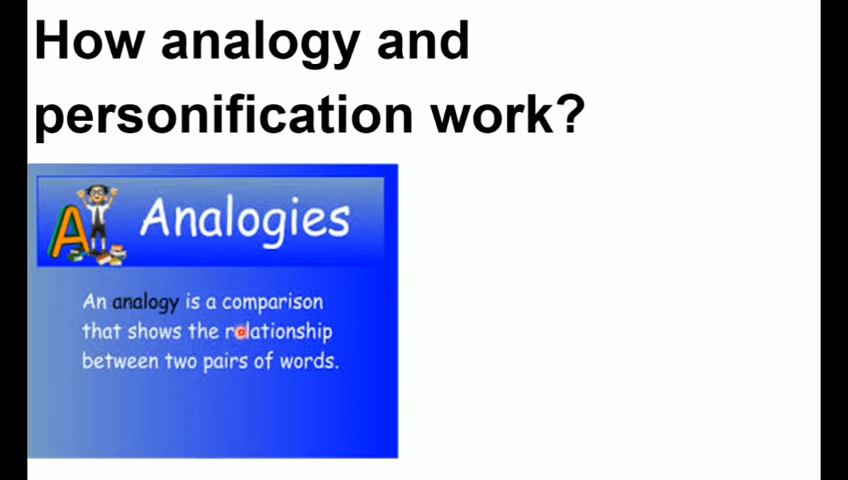 How analogy and
personification work?
A Analogies
An analogy is a comparison
that shows the relationship
between two pairs of words.